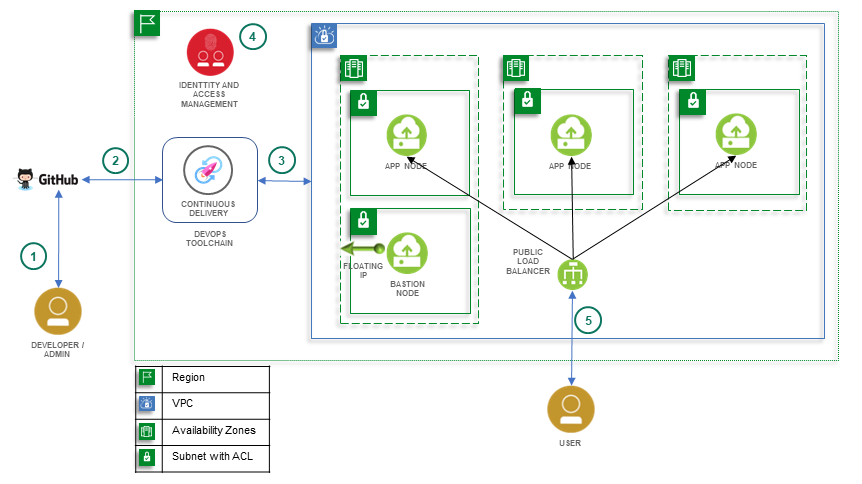 4
IDENTTITY AND
ACCESS
MANAGEMENT
APP NODE
APP NODE
APP NODE
2
3
GitHub
CONTINUOUS
DELIVERY
DEVOPS
TOOLCHAIN
1
FLOATING
IP
BASTION
NODE
PUBLIC
LOAD
BALANCER
5
DEVELOPER /
ADMIN
USER
Region
VPC
Availability Zones
Subnet with ACL